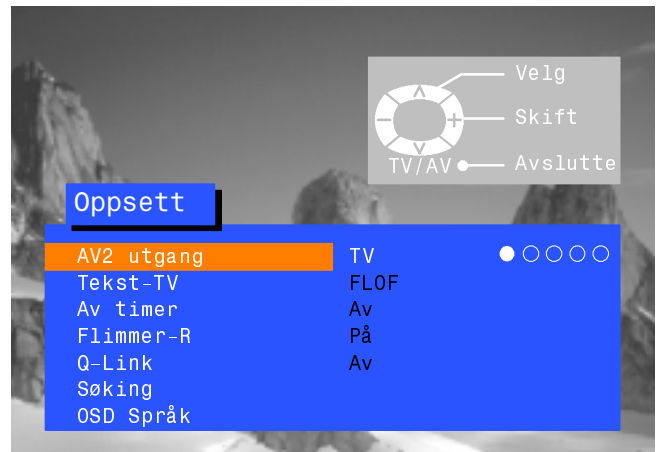 Velg
Skift
TV/AV Avslutte
Oppsett
AV2 utgang TV
Tekst-TV FLOF
Av timer Av
Flimmer-R På
Q-Link Av
Søking
OSD Språk